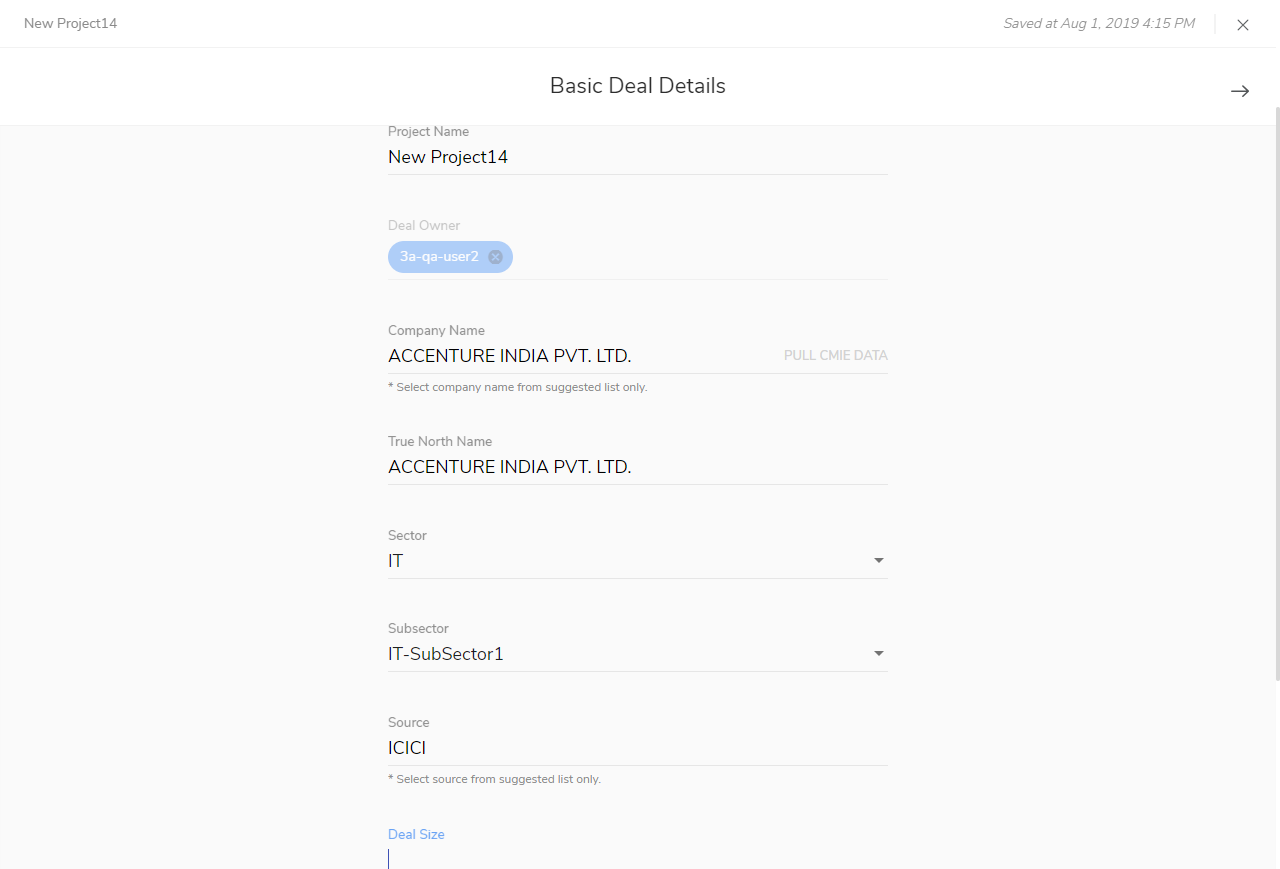 New Project14
Saved at Aug 1, 2019 4:15 PM
Basic Deal Details
Project Name
New Project14
Deal Owner
3a-qa-user2
Company Name
ACCENTURE INDIA PVT. LTD.
PULL CMIE DATA
* Select company name from suggested list only.
True North Name
ACCENTURE INDIA PVT. LTD.
Sector
IT
Subsector
IT-SubSector1
Source
ICICI
* Select source from suggested list only.
Deal Size